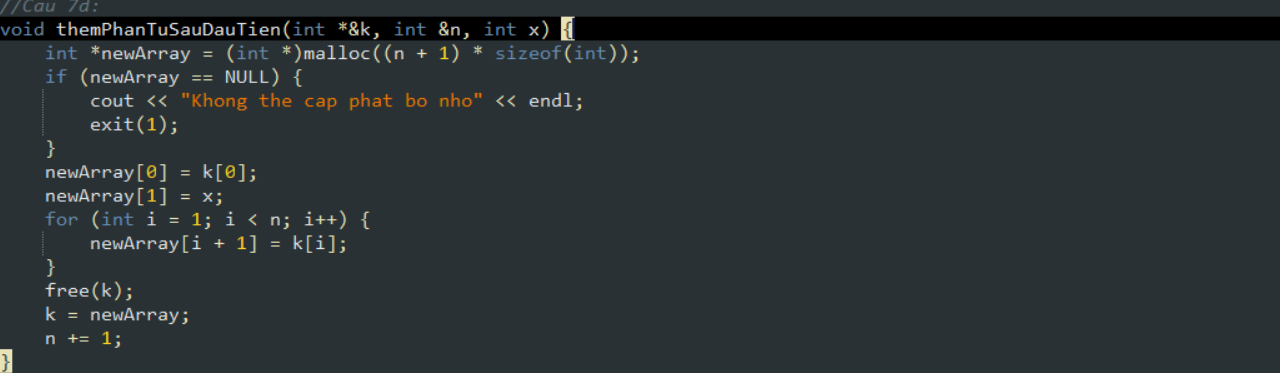 //Cau 7d:
void themPhanTuSauDauTien(int *&k, int &n, int x) {
    int *newArray = (int *)malloc((n + 1) * sizeof(int));
    if (newArray == NULL) {
        cout << "Khong the cap phat bo nho" << endl;
        exit(1);
    }
    newArray[0] = k[0];
    newArray[1] = x;
    for (int i = 1; i < n; i++) {
        newArray[i + 1] = k[i];
    }
    free(k);
    k = newArray;
    n += 1;
}